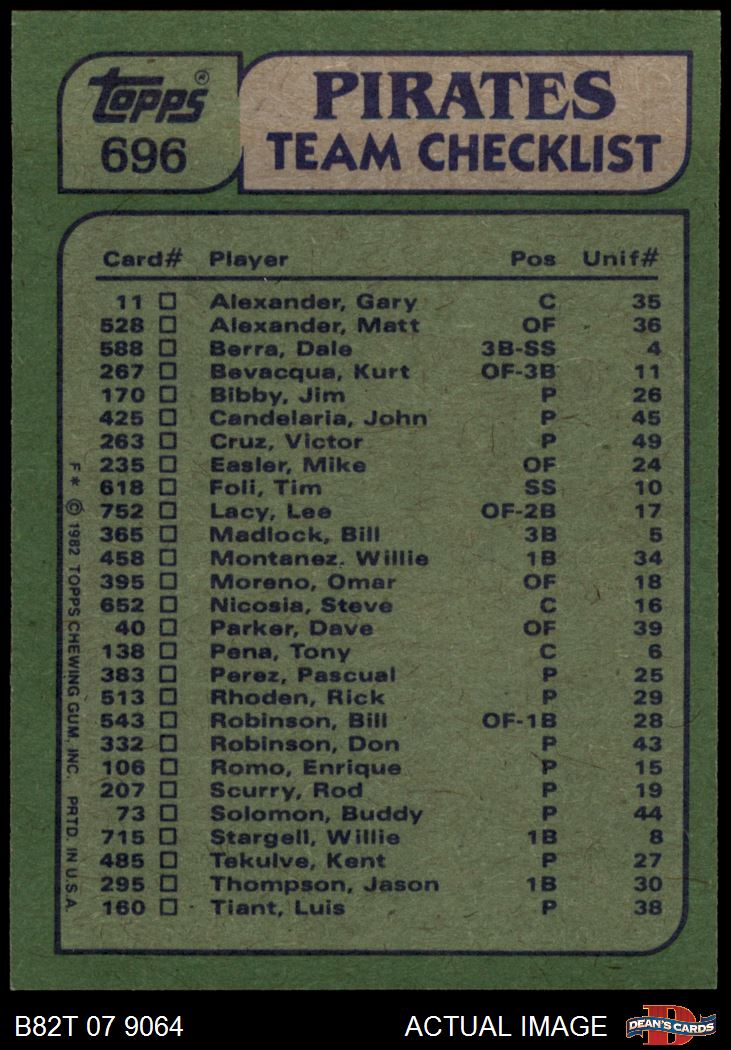 Topps®
696
PIRATES
TEAM CHECKLIST
Card# Player Pos Unif#
11 Alexander, Gary C 35
528 Alexander, Matt OF 36
588 Berra, Dale 3B-SS 4
267 Bevacqua, Kurt OF-3B 11
170 Bibby, Jim P 26
425 Candelaria, John P 45
263 Cruz, Victor P 49
235 Easler, Mike OF 24
618 Foli, Tim SS 10
752 Lacy, Lee OF-2B 17
365 Madlock, Bill 3B 5
458 Montanez. Willie 1B 34
395 Moreno, Omar OF 18
652 Nicosia, Steve C 16
40 Parker, Dave OF 39
138 Pena, Tony C 6
383 Perez, Pascual P 25
513 Rhoden, Rick P 29
543 Robinson, Bill OF-1B 28
332 Robinson, Don P 43
106 Romo, Enrique P 15
207 Scurry, Rod P 19
73 Solomon, Buddy P 44
715 Stargell, Willie 1B 8
485 Tekulve, Kent P 27
295 Thompson, Jason 1B 30
160 Tiant, Luis P 38
F* © 1982 TOPPS CHEWING GUM, INC. PRTD. IN U.S.A.
B82T 07 9064
ACTUAL IMAGE
D
DEAN'S CARDS